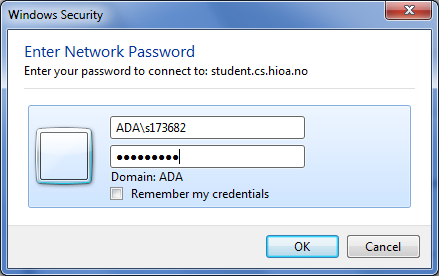 Windows Security
Enter Network Password
Enter your password to connect to: student.cs.hioa.no
ADA\s173682
●●●●●●●●●
Domain: ADA
Remember my credentials
OK
Cancel